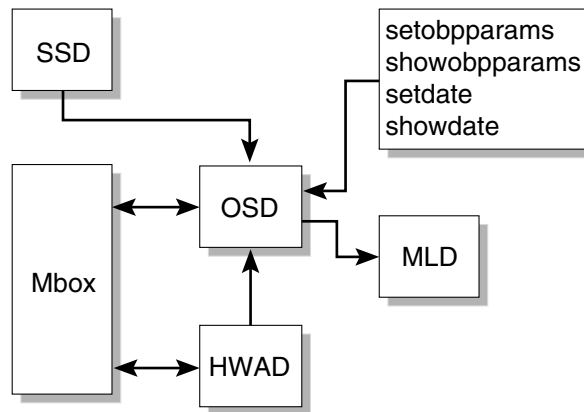 SSD
setobpparams
showobpparams
setdate
showdate
OSD
MLD
Mbox
HWAD